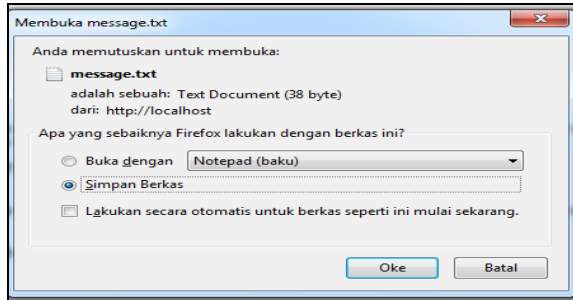 Membuka message.txt
Anda memutuskan untuk membuka:
message.txt
adalah sebuah: Text Document (38 byte)
dari: http://localhost
Apa yang sebaiknya Firefox lakukan dengan berkas ini?
Buka dengan Notepad (baku)
Simpan Berkas
Lakukan secara otomatis untuk berkas seperti ini mulai sekarang.
Oke Batal